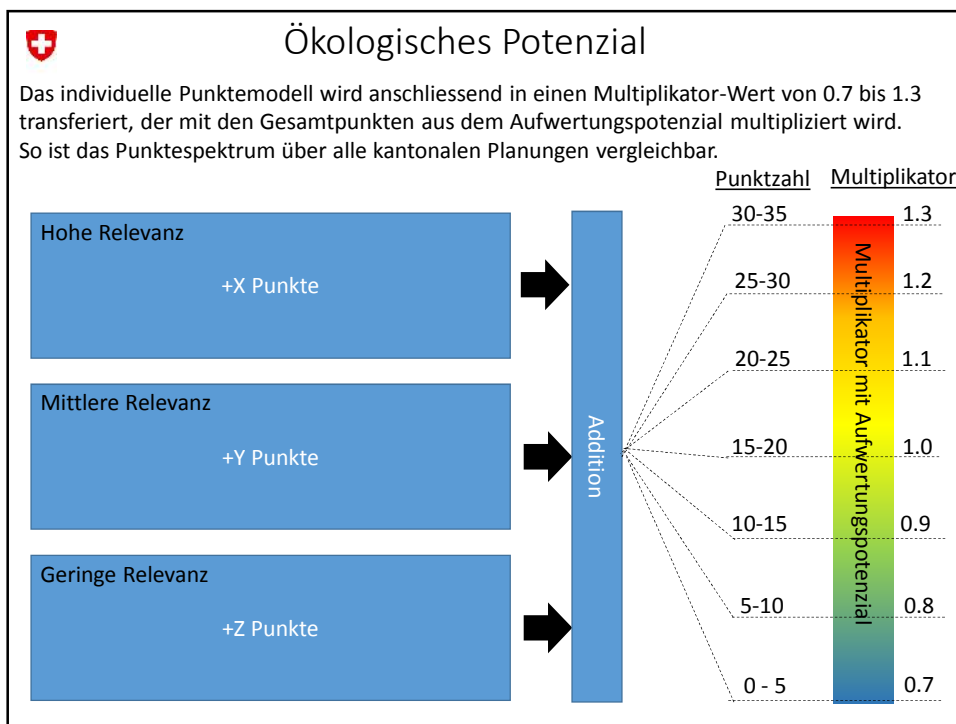 Ökologisches Potenzial
Das individuelle Punktemodell wird anschliessend in einen Multiplikator-Wert von 0.7 bis 1.3
transferiert, der mit den Gesamtpunkten aus dem Aufwertungspotenzial multipliziert wird.
So ist das Punktespektrum über alle kantonalen Planungen vergleichbar.
Hohe Relevanz
+X Punkte
Mittlere Relevanz
+Y Punkte
Geringe Relevanz
+Z Punkte
Addition
Punktzahl Multiplikator
30-35 1.3
25-30 1.2
20-25 1.1
15-20 1.0
10-15 0.9
5-10 0.8
0 - 5 0.7
Multiplikator mit Aufwertungspotenzial